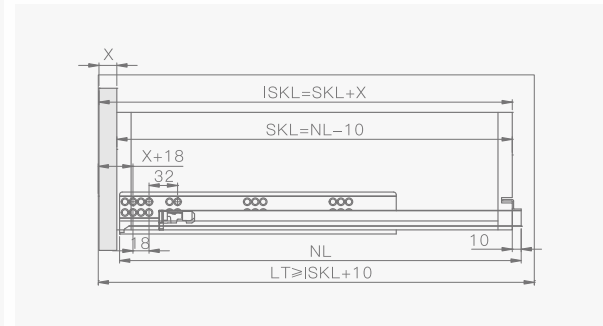 X
ISKL=SKL+X
SKL=NL-10
X+18
32
18
10
NL
LT≥ISKL+10